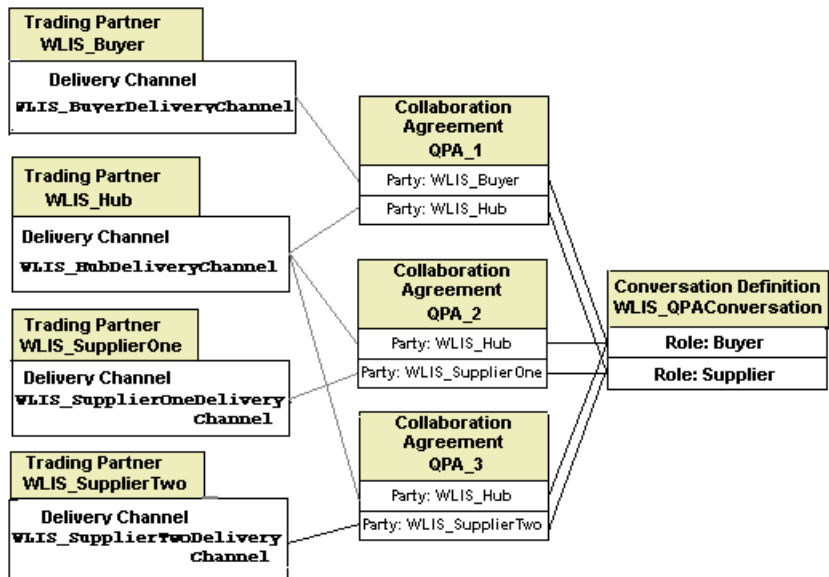 Trading Partner
WLIS_Buyer
Delivery Channel
WLIS_BuyerDeliveryChannel
Trading Partner
WLIS_Hub
Delivery Channel
WLIS_HubDeliveryChannel
Trading Partner
WLIS_SupplierOne
Delivery Channel
WLIS_SupplierOneDelivery
Channel
Trading Partner
WLIS_SupplierTwo
Delivery Channel
WLIS_SupplierTwoDelivery
Channel
Collaboration
Agreement
QPA_1
Party: WLIS_Buyer
Party: WLIS_Hub
Collaboration
Agreement
QPA_2
Party: WLIS_Hub
Party: WLIS_SupplierOne
Collaboration
Agreement
QPA_3
Party: WLIS_Hub
Party: WLIS_SupplierTwo
Conversation Definition
WLIS_QPAConversation
Role: Buyer
Role: Supplier